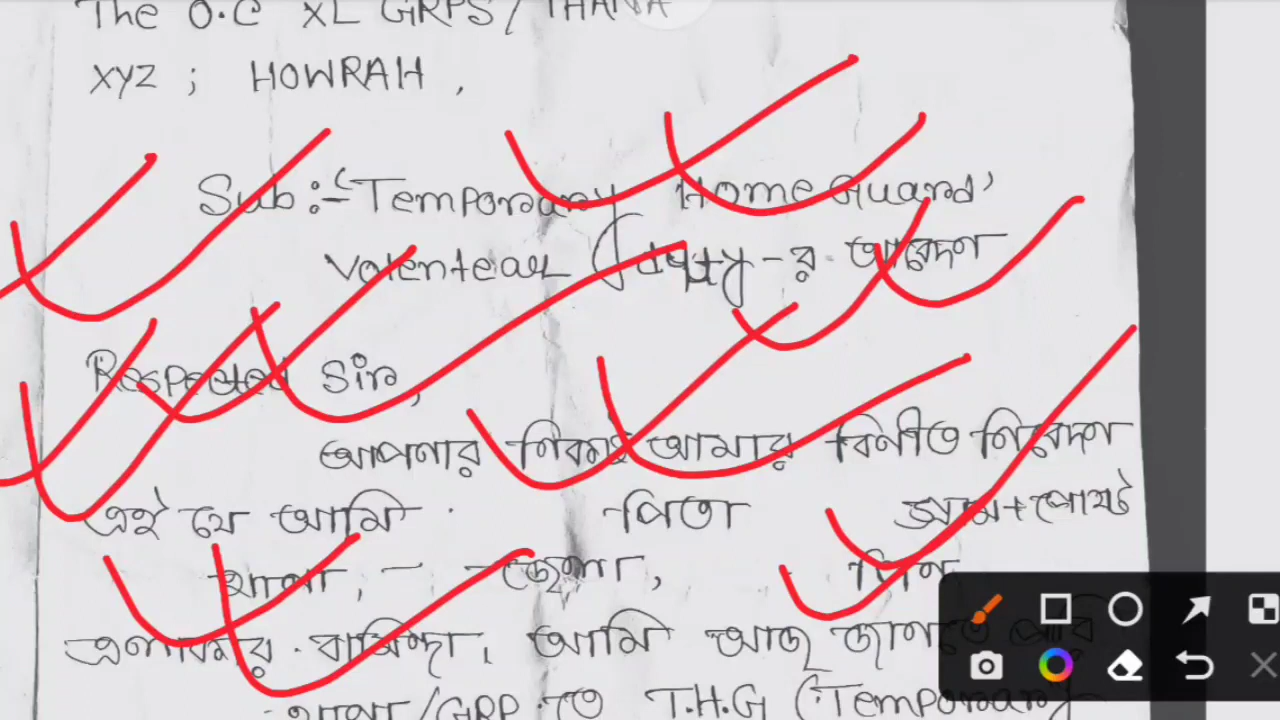 The O.C XL GRPS/THANA
XYZ ; HOWRAH ,
Sub :- 'Temporary Home Guard'
Volenteer (duty-র আবেদন
Respected Sir,
আপনার নিকট আমার বিনীত নিবেদন
এই যে আমি পিতা গ্রাম+পোস্ট
থানা, - -জেলা, পিন
এলাকার বাসিন্দা, আমি আজ জানতে পারি
থানা/GRP তে T.H.G (Temporary